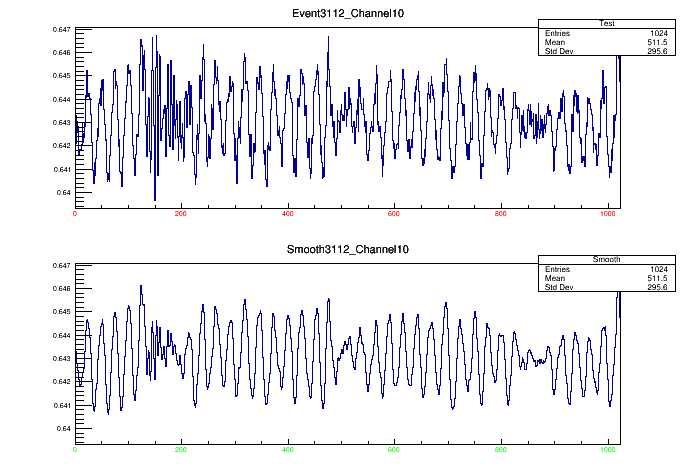 Event3112_Channel10
Test
Entries 1024
Mean 511.5
Std Dev 295.6
0.647
0.646
0.645
0.644
0.643
0.642
0.641
0.64
0 200 400 600 800 1000
Smooth3112_Channel10
Smooth
Entries 1024
Mean 511.5
Std Dev 295.6
0.647
0.646
0.645
0.644
0.643
0.642
0.641
0.64
0 200 400 600 800 1000